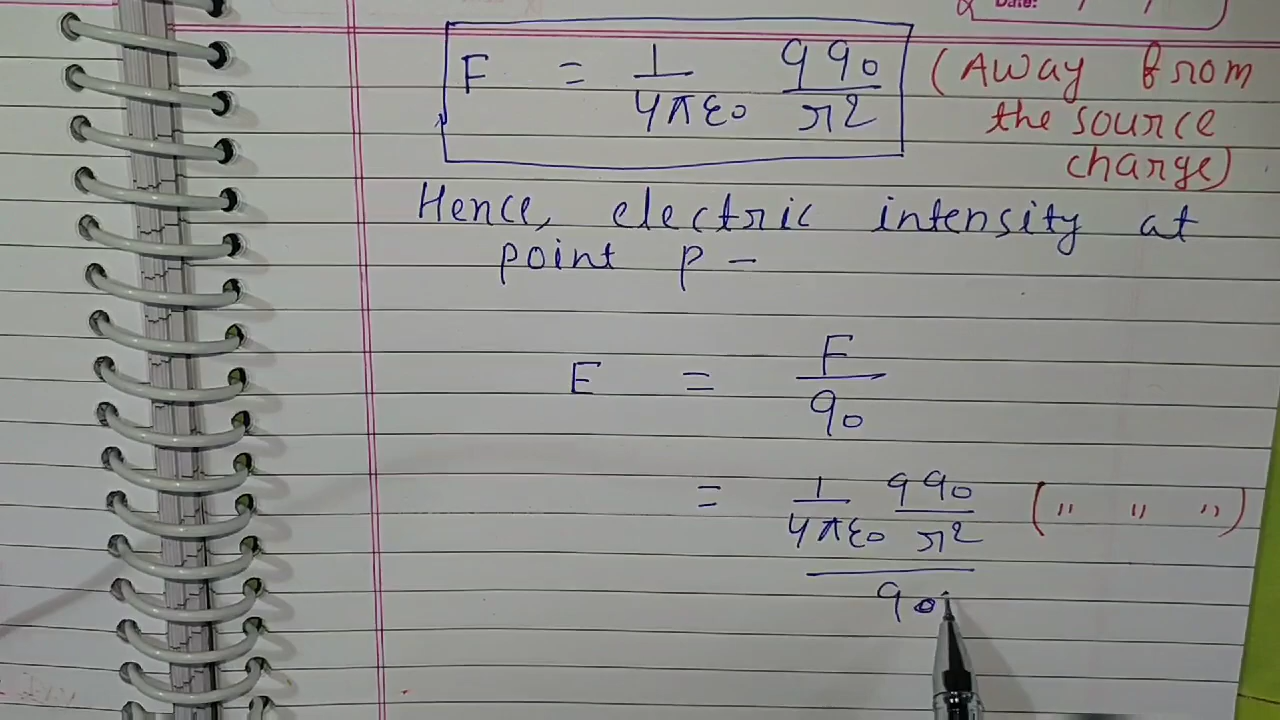 Date: / /
F = 1/4πε0 qq0/r² (Away from
the source
charge)
Hence, electric intensity at
point p -
E = F/q0
= 1/4πε0 qq0/r² (" " ")
q0